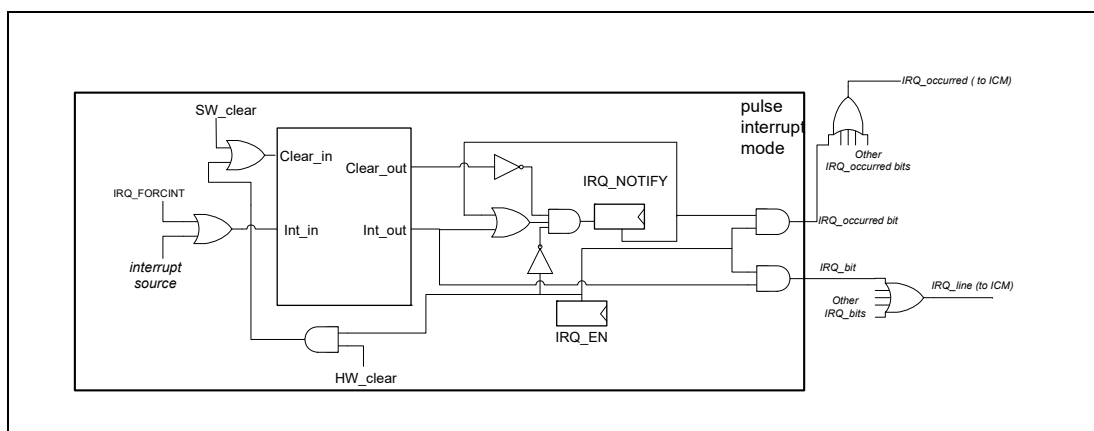 IRQ_occurred ( to ICM)
pulse
interrupt
mode
SW_clear
Clear_in
Clear_out
Other
IRQ_occurred bits
IRQ_NOTIFY
IRQ_FORCINT
Int_in
Int_out
IRQ_occurred bit
interrupt
source
IRQ_bit
IRQ_line (to ICM)
Other
IRQ_bits
IRQ_EN
HW_clear